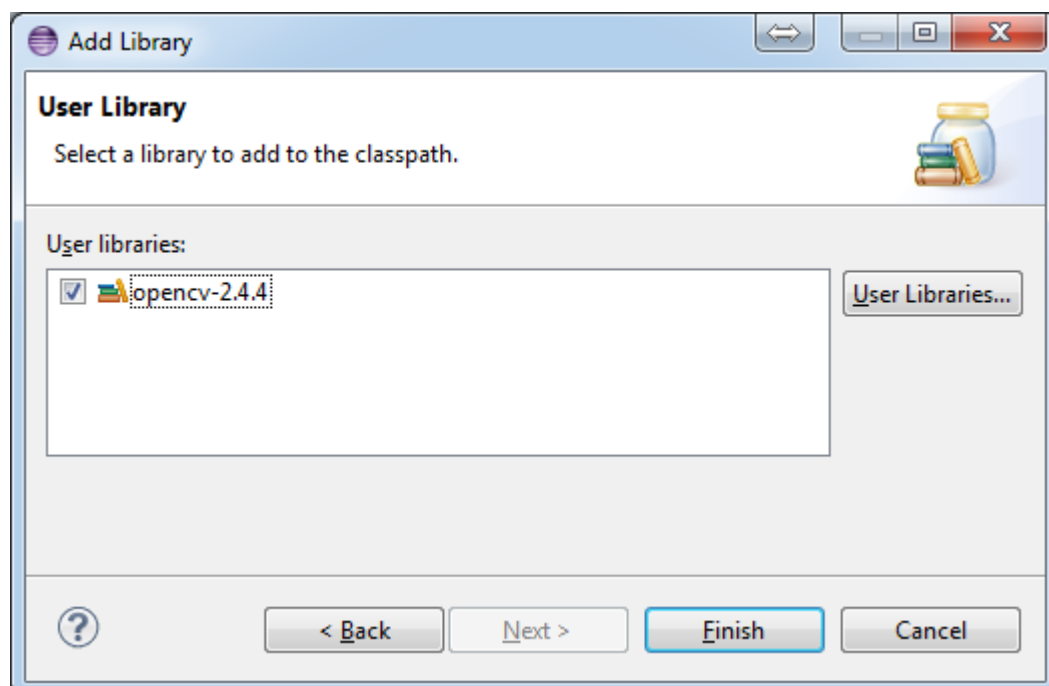 Add Library
User Library
Select a library to add to the classpath.
User libraries:
opencv-2.4.4
User Libraries...
< Back
Next >
Finish
Cancel